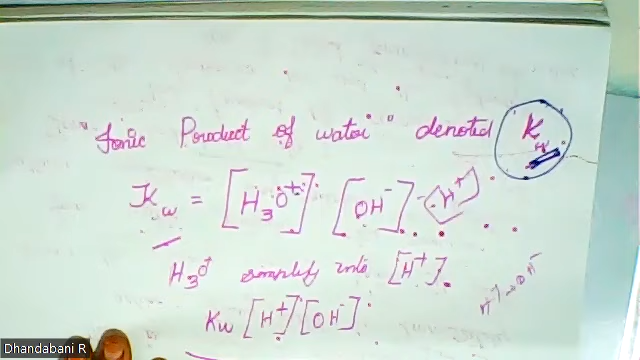 "Ionic Product of water" denoted Kw
Kw = [H3O+] [OH-] [H+]
H3O+ simplify into [H+].
Kw [H+][OH-]
Dhandabani R